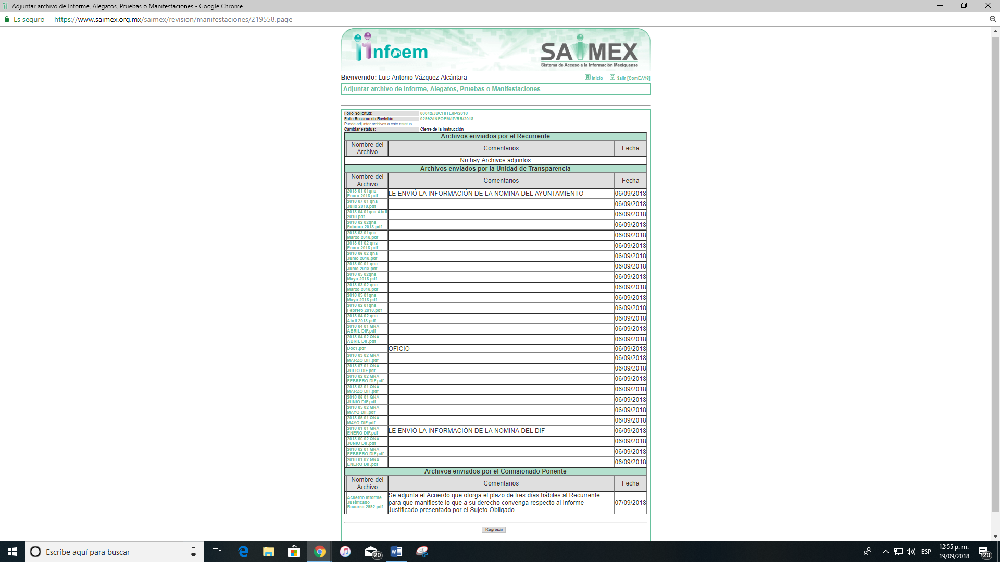 Adjuntar archivo de Informe, Alegatos, Pruebas o Manifestaciones - Google Chrome
Es seguro | https://www.saimex.org.mx/saimex/revision/manifestaciones/219558.page
infoem
SAIMEX
Sistema de Acceso a la Información Mexiquense
Bienvenido: Luis Antonio Vázquez Alcántara
Inicio Salir [ComEAY6]
Adjuntar archivo de Informe, Alegatos, Pruebas o Manifestaciones
Folio Solicitud: 00042/JUCHITE/IP/2018
Folio Recurso de Revisión: 02992/INFOEM/IP/RR/2018
Puede adjuntar archivos a este estatus
Cambiar estatus: Cierre de la Instrucción
Archivos enviados por el Recurrente
Nombre del Archivo Comentarios Fecha
No hay Archivos adjuntos
Archivos enviados por la Unidad de Transparencia
Nombre del Archivo Comentarios Fecha
2018 01 01qna Enero 2018.pdf LE ENVIÓ LA INFORMACIÓN DE LA NOMINA DEL AYUNTAMIENTO 06/09/2018
2018 07 01 qna Julio 2018.pdf 06/09/2018
2018 04 01qna Abril 2018.pdf 06/09/2018
2018 02 02qna Febrero 2018.pdf 06/09/2018
2018 03 01qna Marzo 2018.pdf 06/09/2018
2018 01 02 qna Enero 2018.pdf 06/09/2018
2018 06 02 qna Junio 2018.pdf 06/09/2018
2018 06 01 qna Junio 2018.pdf 06/09/2018
2018 05 02qna Mayo 2018.pdf 06/09/2018
2018 03 02 qna Marzo 2018.pdf 06/09/2018
2018 05 01qna Mayo 2018.pdf 06/09/2018
2018 02 01qna Febrero 2018.pdf 06/09/2018
2018 04 02 qna Abril 2018.pdf 06/09/2018
2018 04 01 QNA ABRIL DIF.pdf 06/09/2018
2018 04 02 QNA ABRIL DIF.pdf 06/09/2018
Doc1.pdf OFICIO 06/09/2018
2018 03 02 QNA MARZO DIF.pdf 06/09/2018
2018 07 01 QNA JULIO DIF.pdf 06/09/2018
2018 02 02 QNA FEBRERO DIF.pdf 06/09/2018
2018 03 01 QNA MARZO DIF.pdf 06/09/2018
2018 06 01 QNA JUNIO DIF.pdf 06/09/2018
2018 05 02 QNA MAYO DIF.pdf 06/09/2018
2018 05 01 QNA MAYO DIF.pdf 06/09/2018
2018 01 01 QNA ENERO DIF.pdf LE ENVIÓ LA INFORMACIÓN DE LA NOMINA DEL DIF 06/09/2018
2018 06 02 QNA JUNIO DIF.pdf 06/09/2018
2018 02 01 QNA FEBRERO DIF.pdf 06/09/2018
2018 01 02 QNA ENERO DIF.pdf 06/09/2018
Archivos enviados por el Comisionado Ponente
Nombre del Archivo Comentarios Fecha
Acuerdo Informe Justificado Recurso 2992.pdf
Se adjunta el Acuerdo que otorga el plazo de tres días hábiles al Recurrente
para que manifieste lo que a su derecho convenga respecto al Informe
Justificado presentado por el Sujeto Obligado.
07/09/2018
Regresar
Escribe aquí para buscar
20
ESP
12:55 p. m.
19/09/2018
20